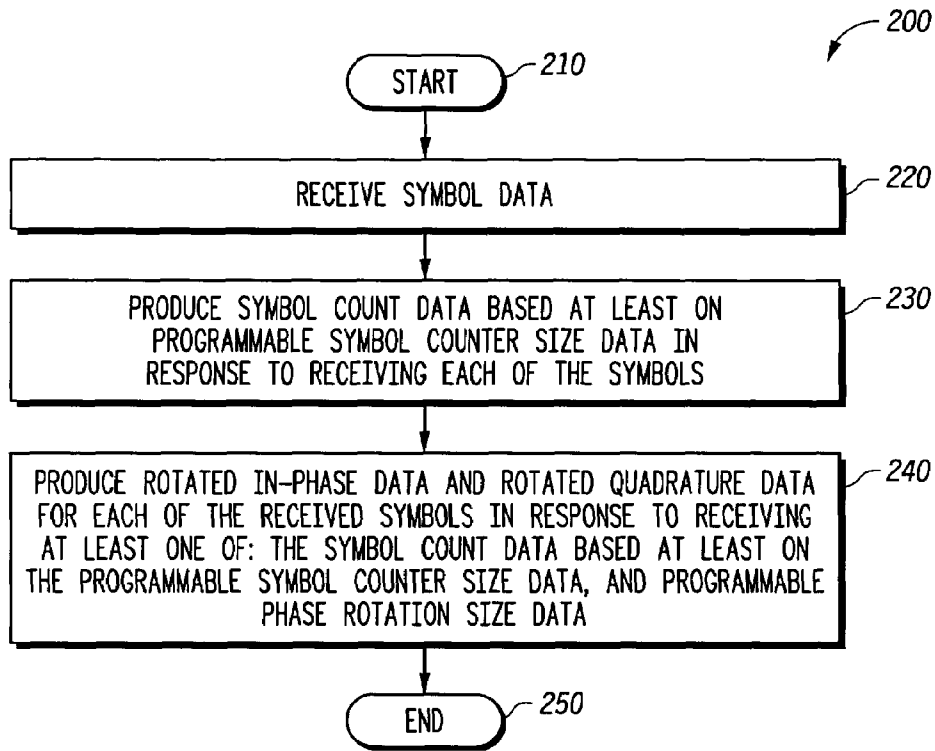 200
START
210
RECEIVE SYMBOL DATA
220
PRODUCE SYMBOL COUNT DATA BASED AT LEAST ON
PROGRAMMABLE SYMBOL COUNTER SIZE DATA IN
RESPONSE TO RECEIVING EACH OF THE SYMBOLS
230
PRODUCE ROTATED IN-PHASE DATA AND ROTATED QUADRATURE DATA
FOR EACH OF THE RECEIVED SYMBOLS IN RESPONSE TO RECEIVING
AT LEAST ONE OF: THE SYMBOL COUNT DATA BASED AT LEAST ON
THE PROGRAMMABLE SYMBOL COUNTER SIZE DATA, AND PROGRAMMABLE
PHASE ROTATION SIZE DATA
240
END
250